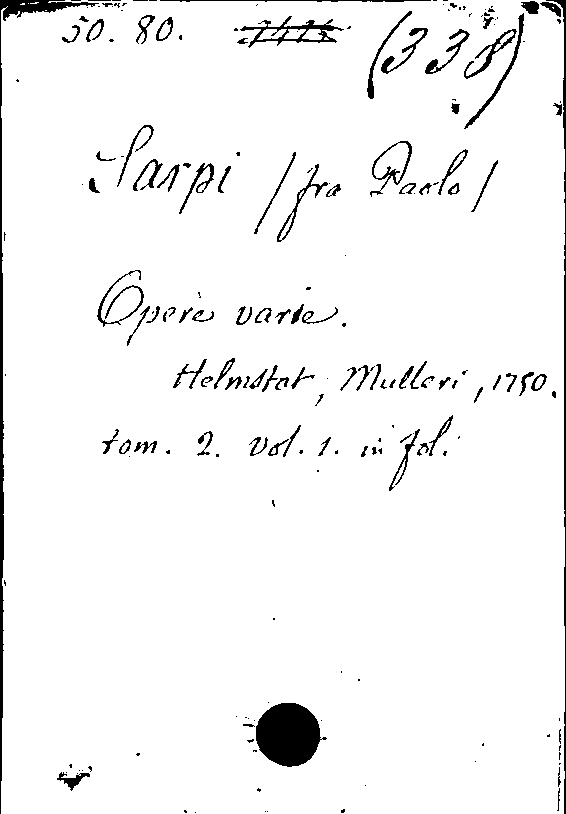 50. 80. (338)
Sarpi / fra Paolo /
Opere varie.
Helmstat, Mulleri, 1750.
tom. 2. vol. 1. in fol.